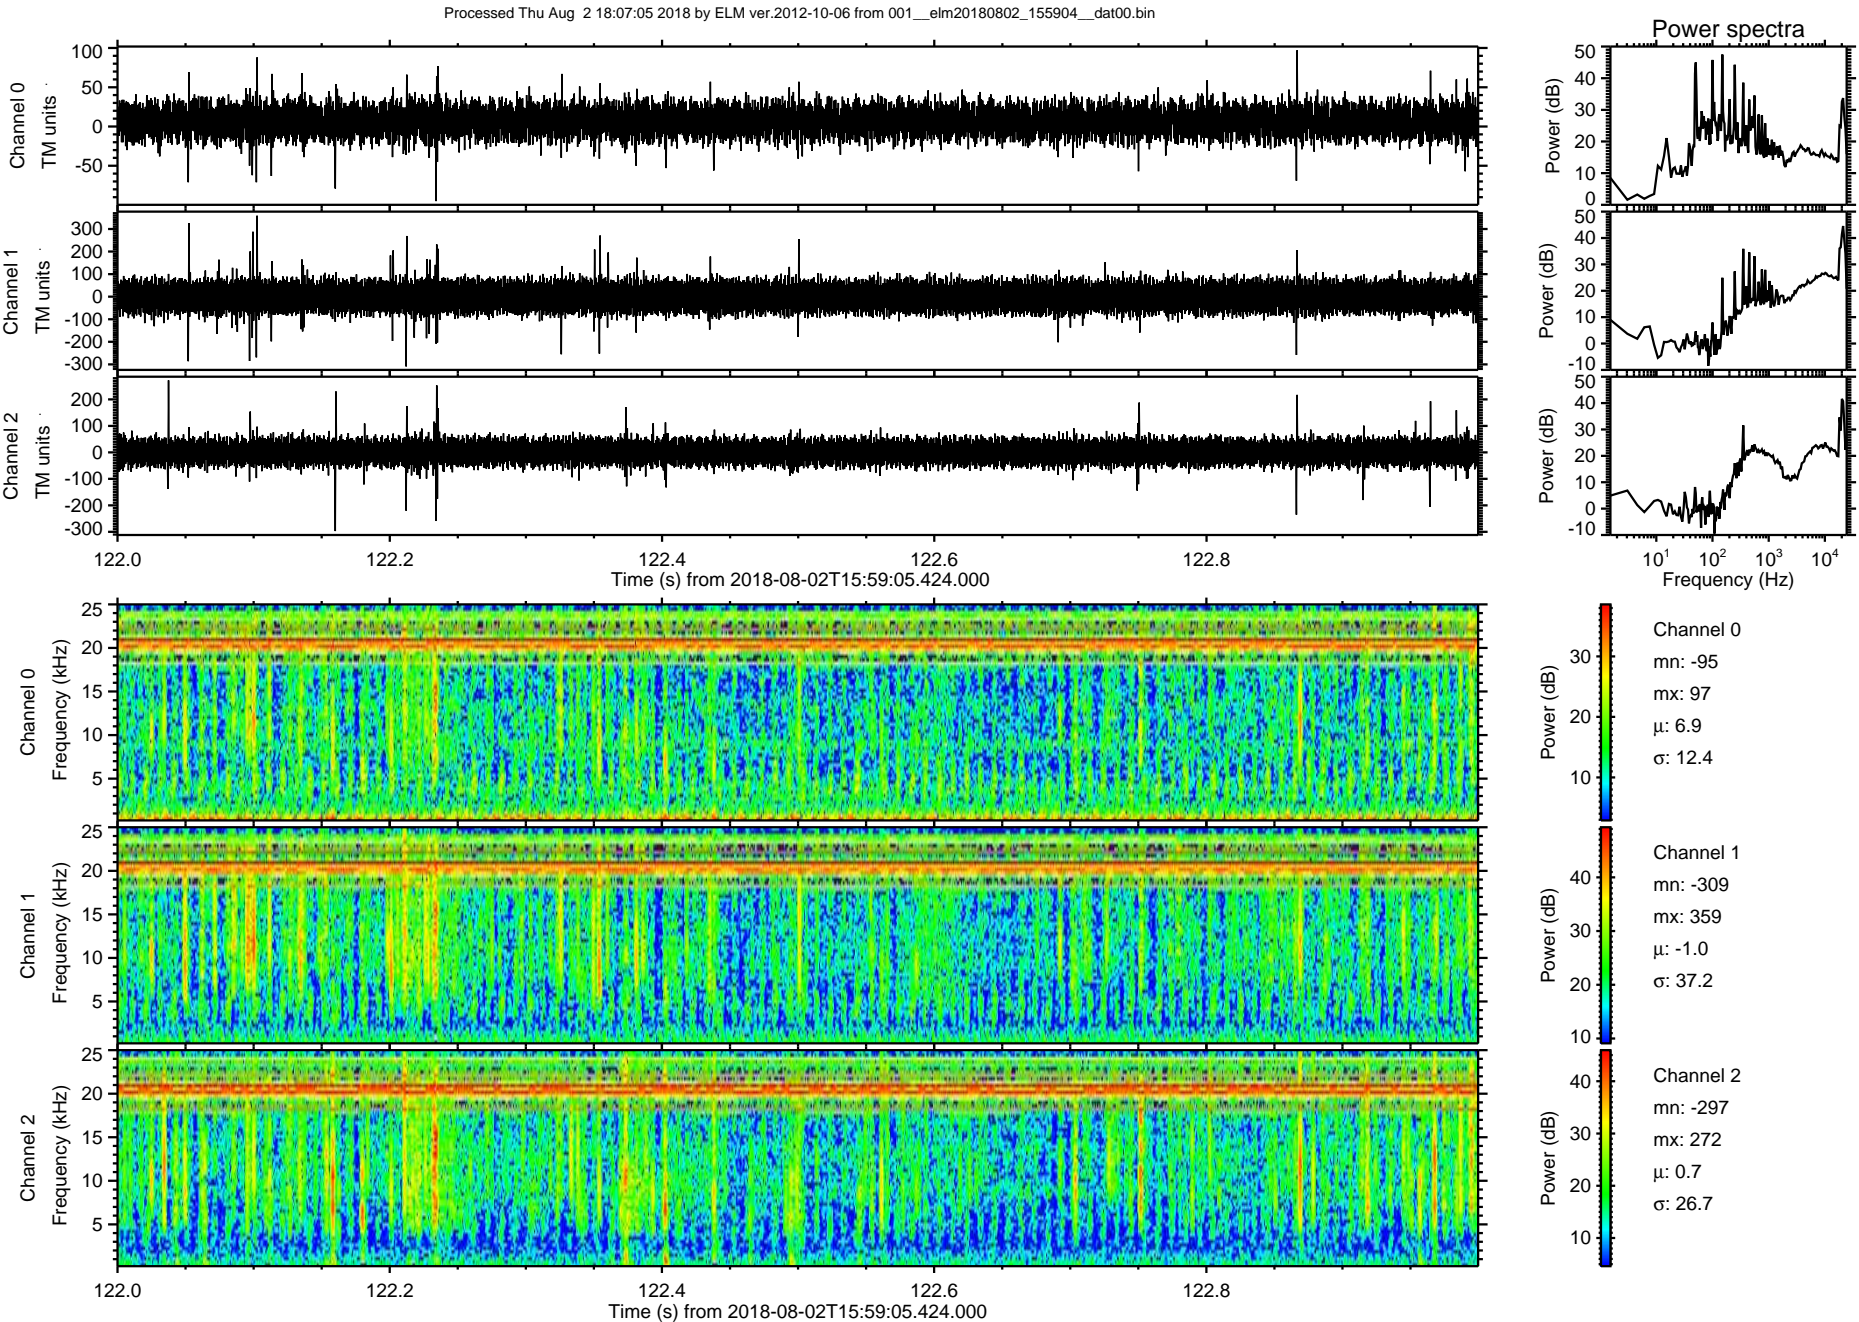 Processed Thu Aug 2 18:07:05 2018 by ELM ver.2012-10-06 from 001__elm20180802_155904__dat00.bin
Power spectra
Channel 0
TM units
100
50
0
-50
Power (dB)
50
40
30
20
10
0
Channel 1
TM units
300
200
100
0
-100
-200
-300
Power (dB)
50
40
30
20
10
0
-10
Channel 2
TM units
200
100
0
-100
-200
-300
Power (dB)
50
40
30
20
10
0
-10
122.0 122.2 122.4 122.6 122.8
Time (s) from 2018-08-02T15:59:05.424.000
10¹ 10² 10³ 10⁴
Frequency (Hz)
Channel 0
Frequency (kHz)
25
20
15
10
5
Power (dB)
30
20
10
Channel 0
mn: -95
mx: 97
μ: 6.9
σ: 12.4
Channel 1
Frequency (kHz)
25
20
15
10
5
Power (dB)
40
30
20
10
Channel 1
mn: -309
mx: 359
μ: -1.0
σ: 37.2
Channel 2
Frequency (kHz)
25
20
15
10
5
Power (dB)
40
30
20
10
Channel 2
mn: -297
mx: 272
μ: 0.7
σ: 26.7
122.0 122.2 122.4 122.6 122.8
Time (s) from 2018-08-02T15:59:05.424.000